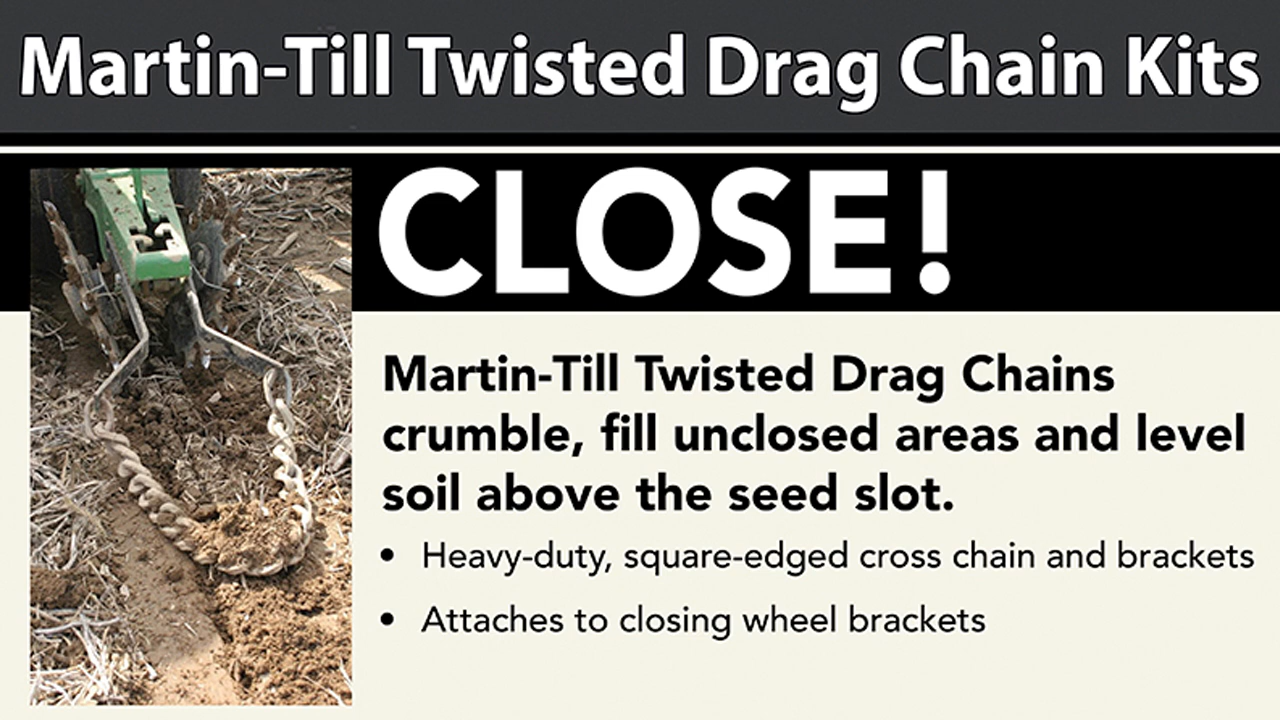 Martin-Till Twisted Drag Chain Kits
CLOSE!
Martin-Till Twisted Drag Chains
crumble, fill unclosed areas and level
soil above the seed slot.
• Heavy-duty, square-edged cross chain and brackets
• Attaches to closing wheel brackets